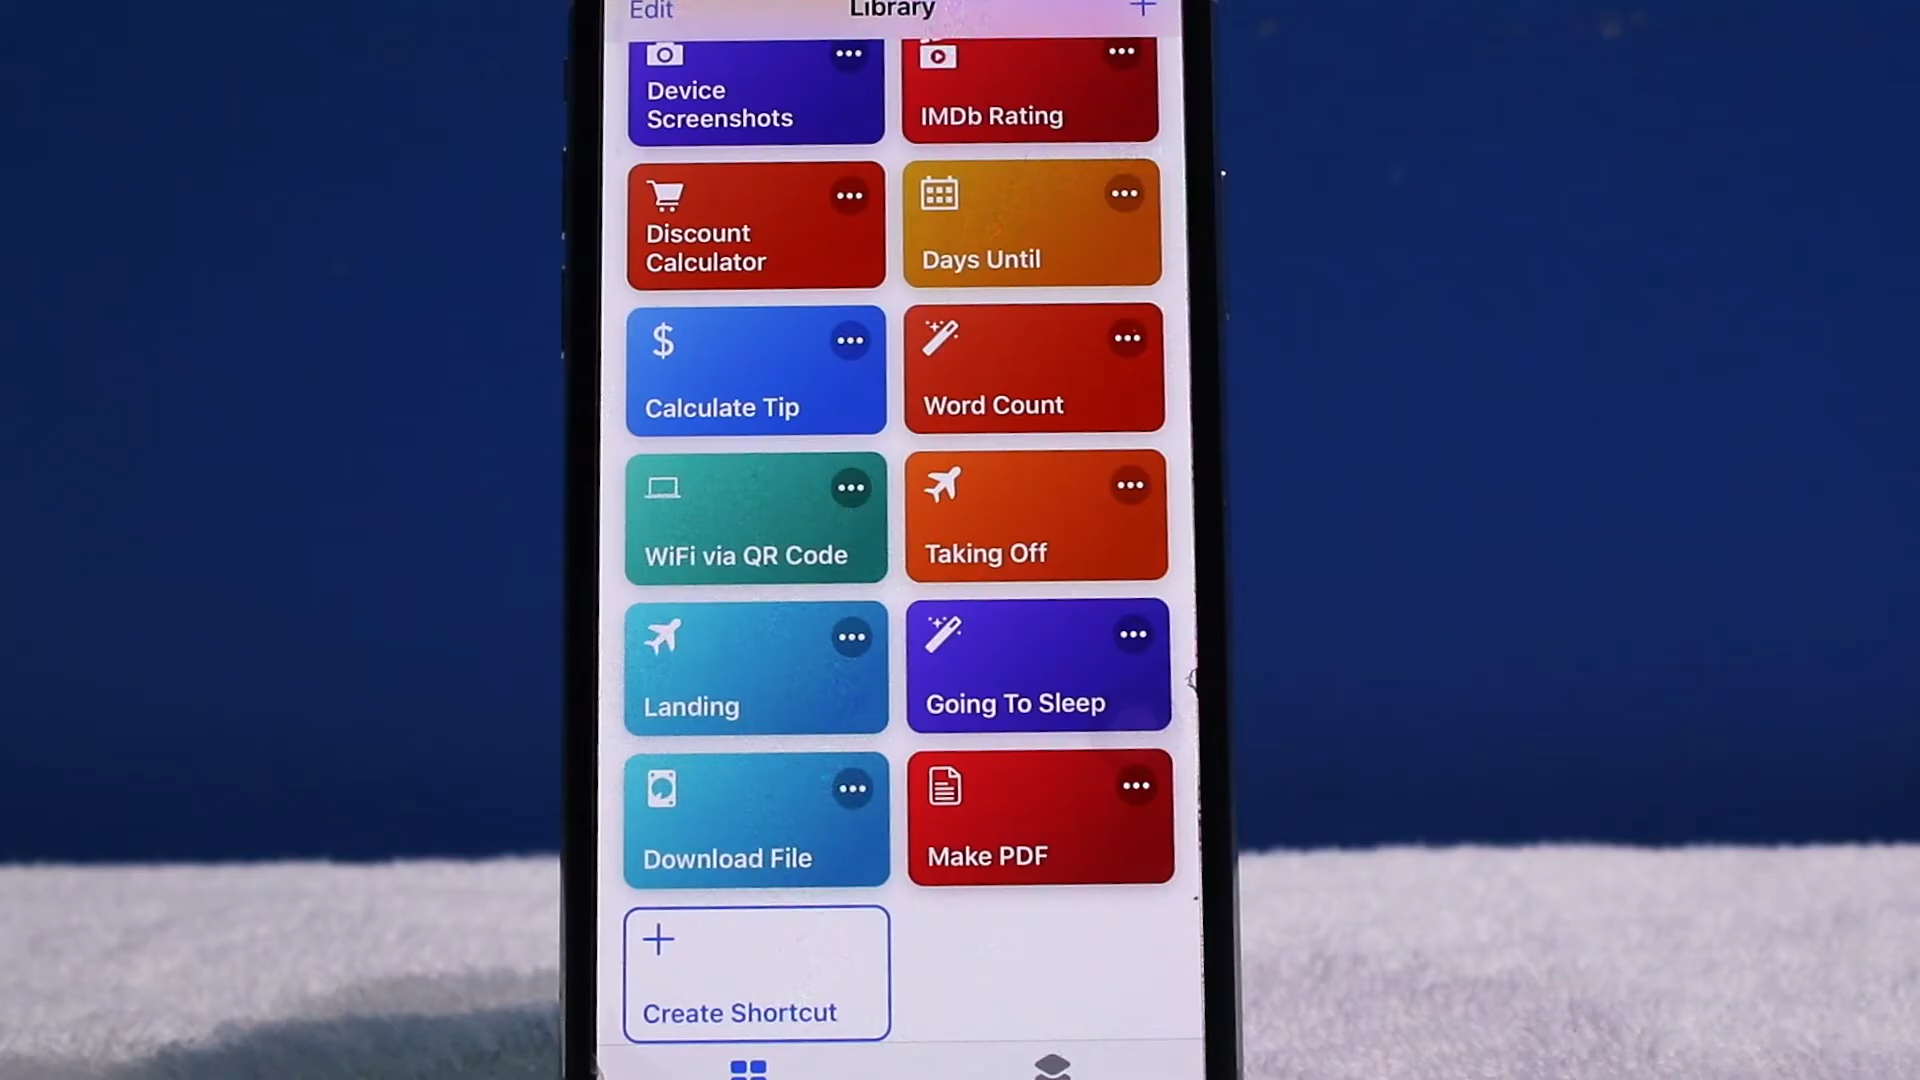 Edit
Library
Device
Screenshots
IMDb Rating
Discount
Calculator
Days Until
$
Calculate Tip
Word Count
WiFi via QR Code
Taking Off
Landing
Going To Sleep
Download File
Make PDF
Create Shortcut